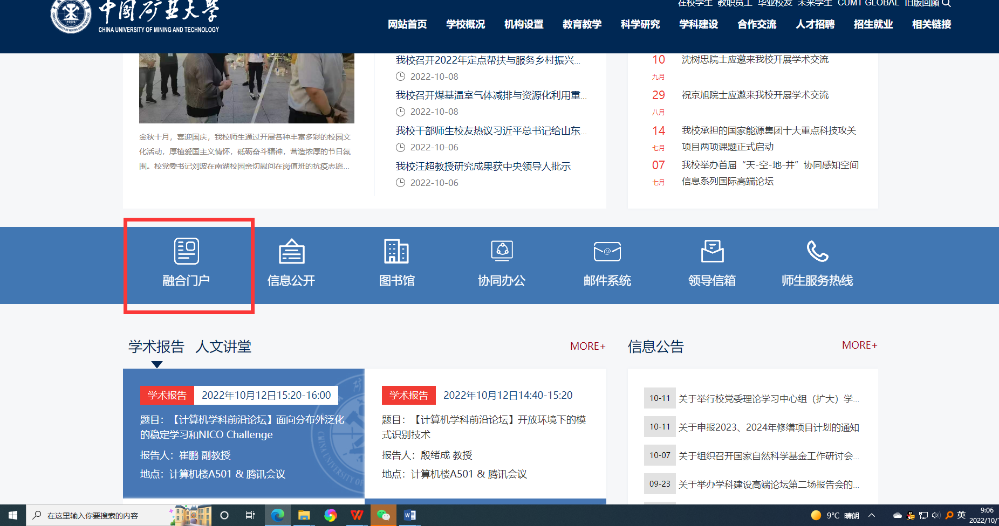 中国矿业大学
CHINA UNIVERSITY OF MINING AND TECHNOLOGY
在校学生 教职员工 毕业校友 未来学生 CUMT GLOBAL 旧版回顾
网站首页 学校概况 机构设置 教育教学 科学研究 学科建设 合作交流 人才招聘 招生就业 相关链接
金秋十月，喜迎国庆，我校师生通过开展各种丰富多彩的校园文
化活动，厚植爱国主义情怀，砥砺奋斗精神，营造浓厚的节日氛
围。校党委书记刘波在南湖校园亲切慰问在岗值班的抗疫志愿...
我校召开2022年定点帮扶与服务乡村振兴...
2022-10-08
我校召开煤基温室气体减排与资源化利用重...
2022-10-08
我校干部师生校友热议习近平总书记给山东...
2022-10-06
我校汪超教授研究成果获中央领导人批示
2022-10-06
10 沈树忠院士应邀来我校开展学术交流
九月
29 祝京旭院士应邀来我校开展学术交流
八月
14 我校承担的国家能源集团十大重点科技攻关
七月 项目两项课题正式启动
07 我校举办首届“天-空-地-井”协同感知空间
七月 信息系列国际高端论坛
融合门户 信息公开 图书馆 协同办公 邮件系统 领导信箱 师生服务热线
学术报告 人文讲堂 MORE+
学术报告 2022年10月12日15:20-16:00
题目：【计算机学科前沿论坛】面向分布外泛化
的稳定学习和NICO Challenge
报告人：崔鹏 副教授
地点：计算机楼A501 & 腾讯会议
学术报告 2022年10月12日14:40-15:20
题目：【计算机学科前沿论坛】开放环境下的模
式识别技术
报告人：殷绪成 教授
地点：计算机楼A501 & 腾讯会议
信息公告 MORE+
10-11 关于举行校党委理论学习中心组（扩大）学...
10-11 关于申报2023、2024年修缮项目计划的通知
10-07 关于组织召开国家自然科学基金工作研讨会...
09-23 关于举办学科建设高端论坛第二场报告会的...
在这里输入你要搜索的内容
9°C 晴朗 英 9:06
2022/10/